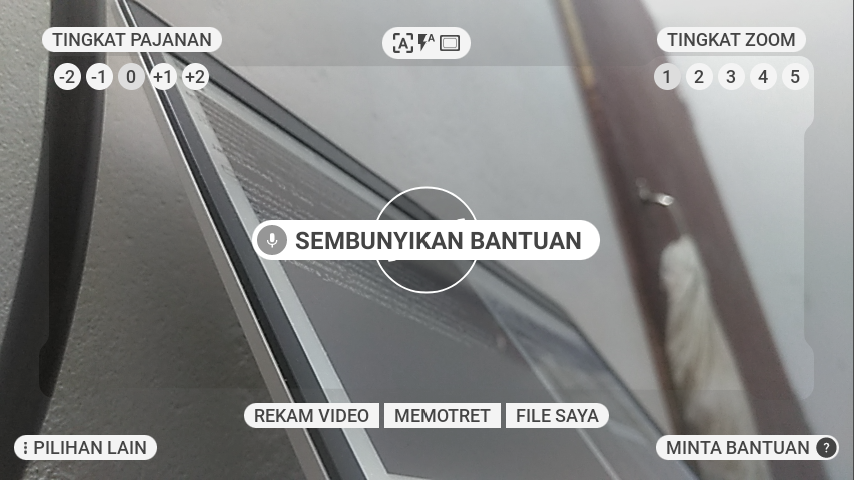 TINGKAT PAJANAN
TINGKAT ZOOM
-2 -1 0 +1 +2
1 2 3 4 5
SEMBUNYIKAN BANTUAN
REKAM VIDEO MEMOTRET FILE SAYA
PILIHAN LAIN
MINTA BANTUAN ?